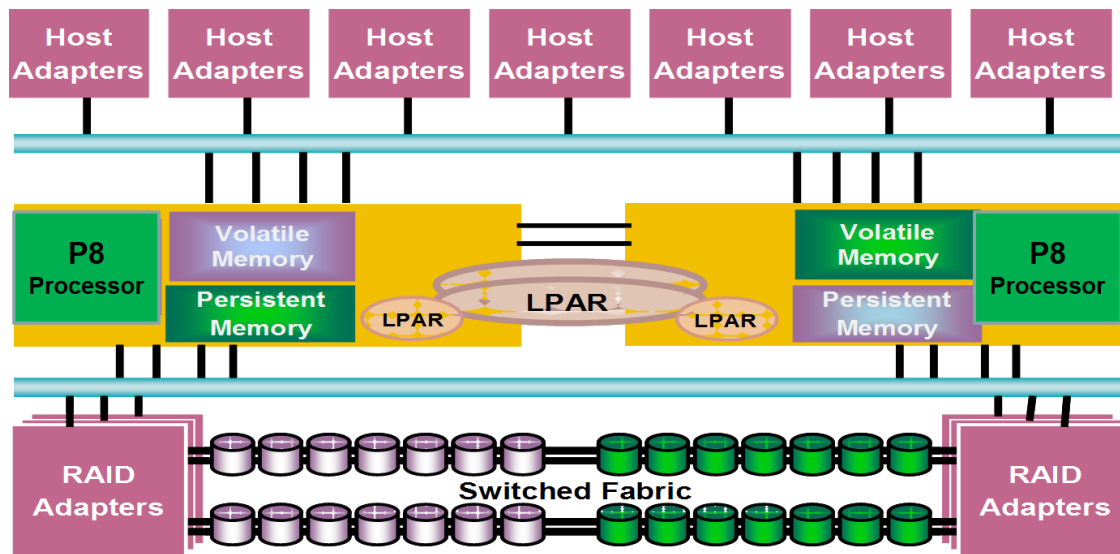 Host
Adapters
Host
Adapters
Host
Adapters
Host
Adapters
Host
Adapters
Host
Adapters
Host
Adapters
P8
Processor
Volatile
Memory
Persistent
Memory
LPAR
LPAR
LPAR
Volatile
Memory
Persistent
Memory
P8
Processor
RAID
Adapters
Switched Fabric
RAID
Adapters